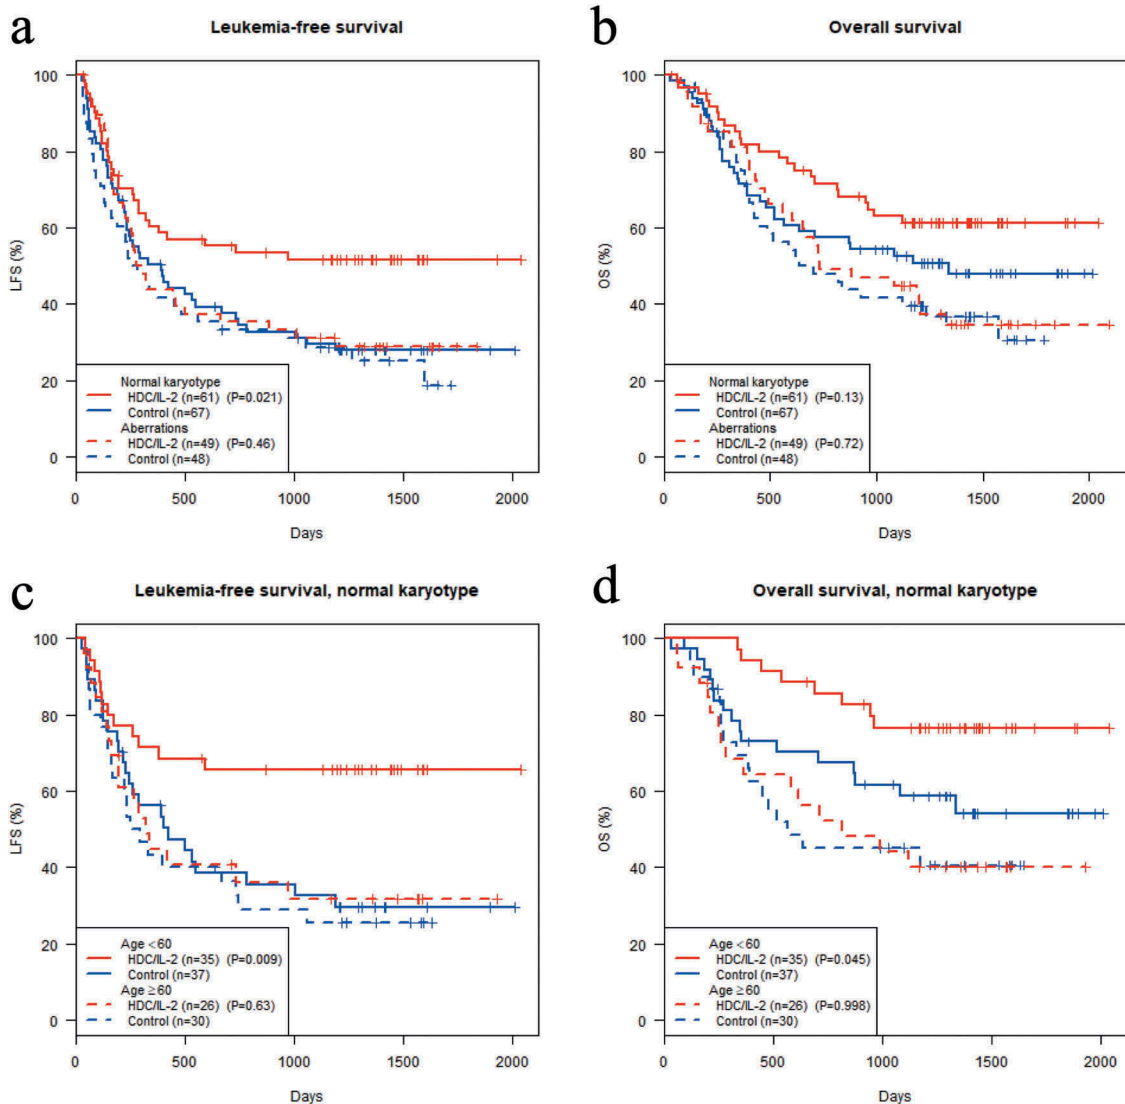 a
Leukemia-free survival
LFS (%)
100
80
60
40
20
0
Normal karyotype
HDC/IL-2 (n=61) (P=0.021)
Control (n=67)
Aberrations
HDC/IL-2 (n=49) (P=0.46)
Control (n=48)
0 500 1000 1500 2000
Days
b
Overall survival
OS (%)
100
80
60
40
20
0
Normal karyotype
HDC/IL-2 (n=61) (P=0.13)
Control (n=67)
Aberrations
HDC/IL-2 (n=49) (P=0.72)
Control (n=48)
0 500 1000 1500 2000
Days
c
Leukemia-free survival, normal karyotype
LFS (%)
100
80
60
40
20
0
Age <60
HDC/IL-2 (n=35) (P=0.009)
Control (n=37)
Age ≥60
HDC/IL-2 (n=26) (P=0.63)
Control (n=30)
0 500 1000 1500 2000
Days
d
Overall survival, normal karyotype
OS (%)
100
80
60
40
20
0
Age <60
HDC/IL-2 (n=35) (P=0.045)
Control (n=37)
Age ≥60
HDC/IL-2 (n=26) (P=0.998)
Control (n=30)
0 500 1000 1500 2000
Days